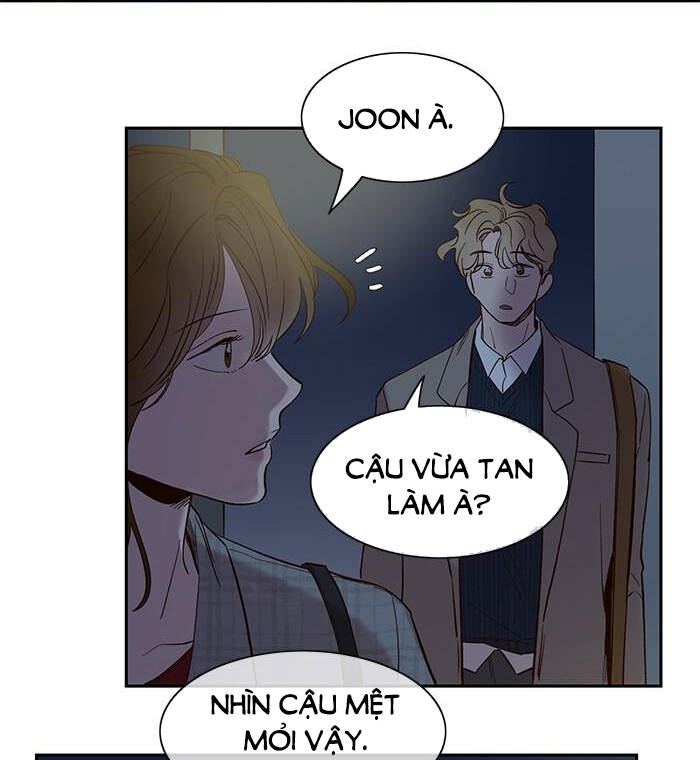 JOON À.
CẬU VỪA TAN
LÀM À?
NHÌN CẬU MỆT
MỎI VẬY.